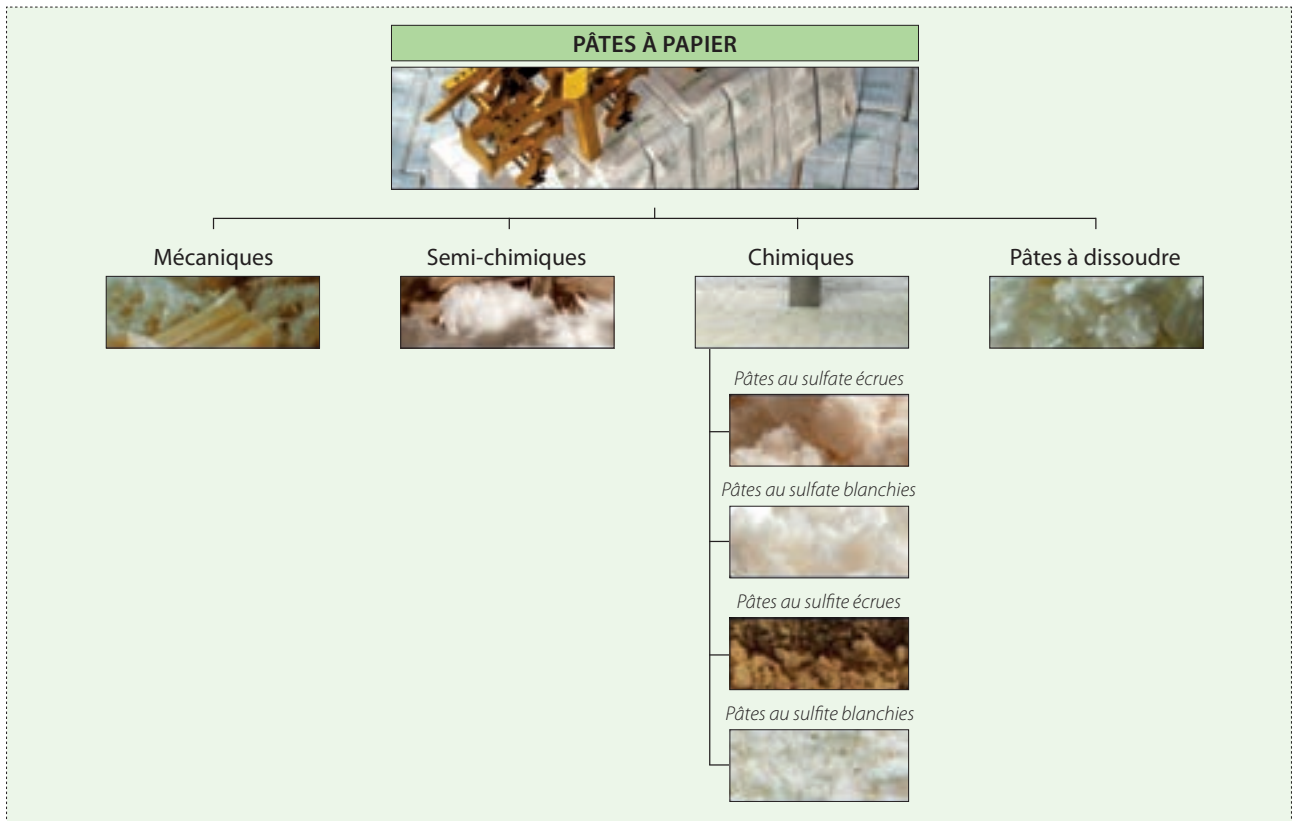 PÂTES À PAPIER
Mécaniques
Semi-chimiques
Chimiques
Pâtes à dissoudre
Pâtes au sulfate écrues
Pâtes au sulfate blanchies
Pâtes au sulfite écrues
Pâtes au sulfite blanchies